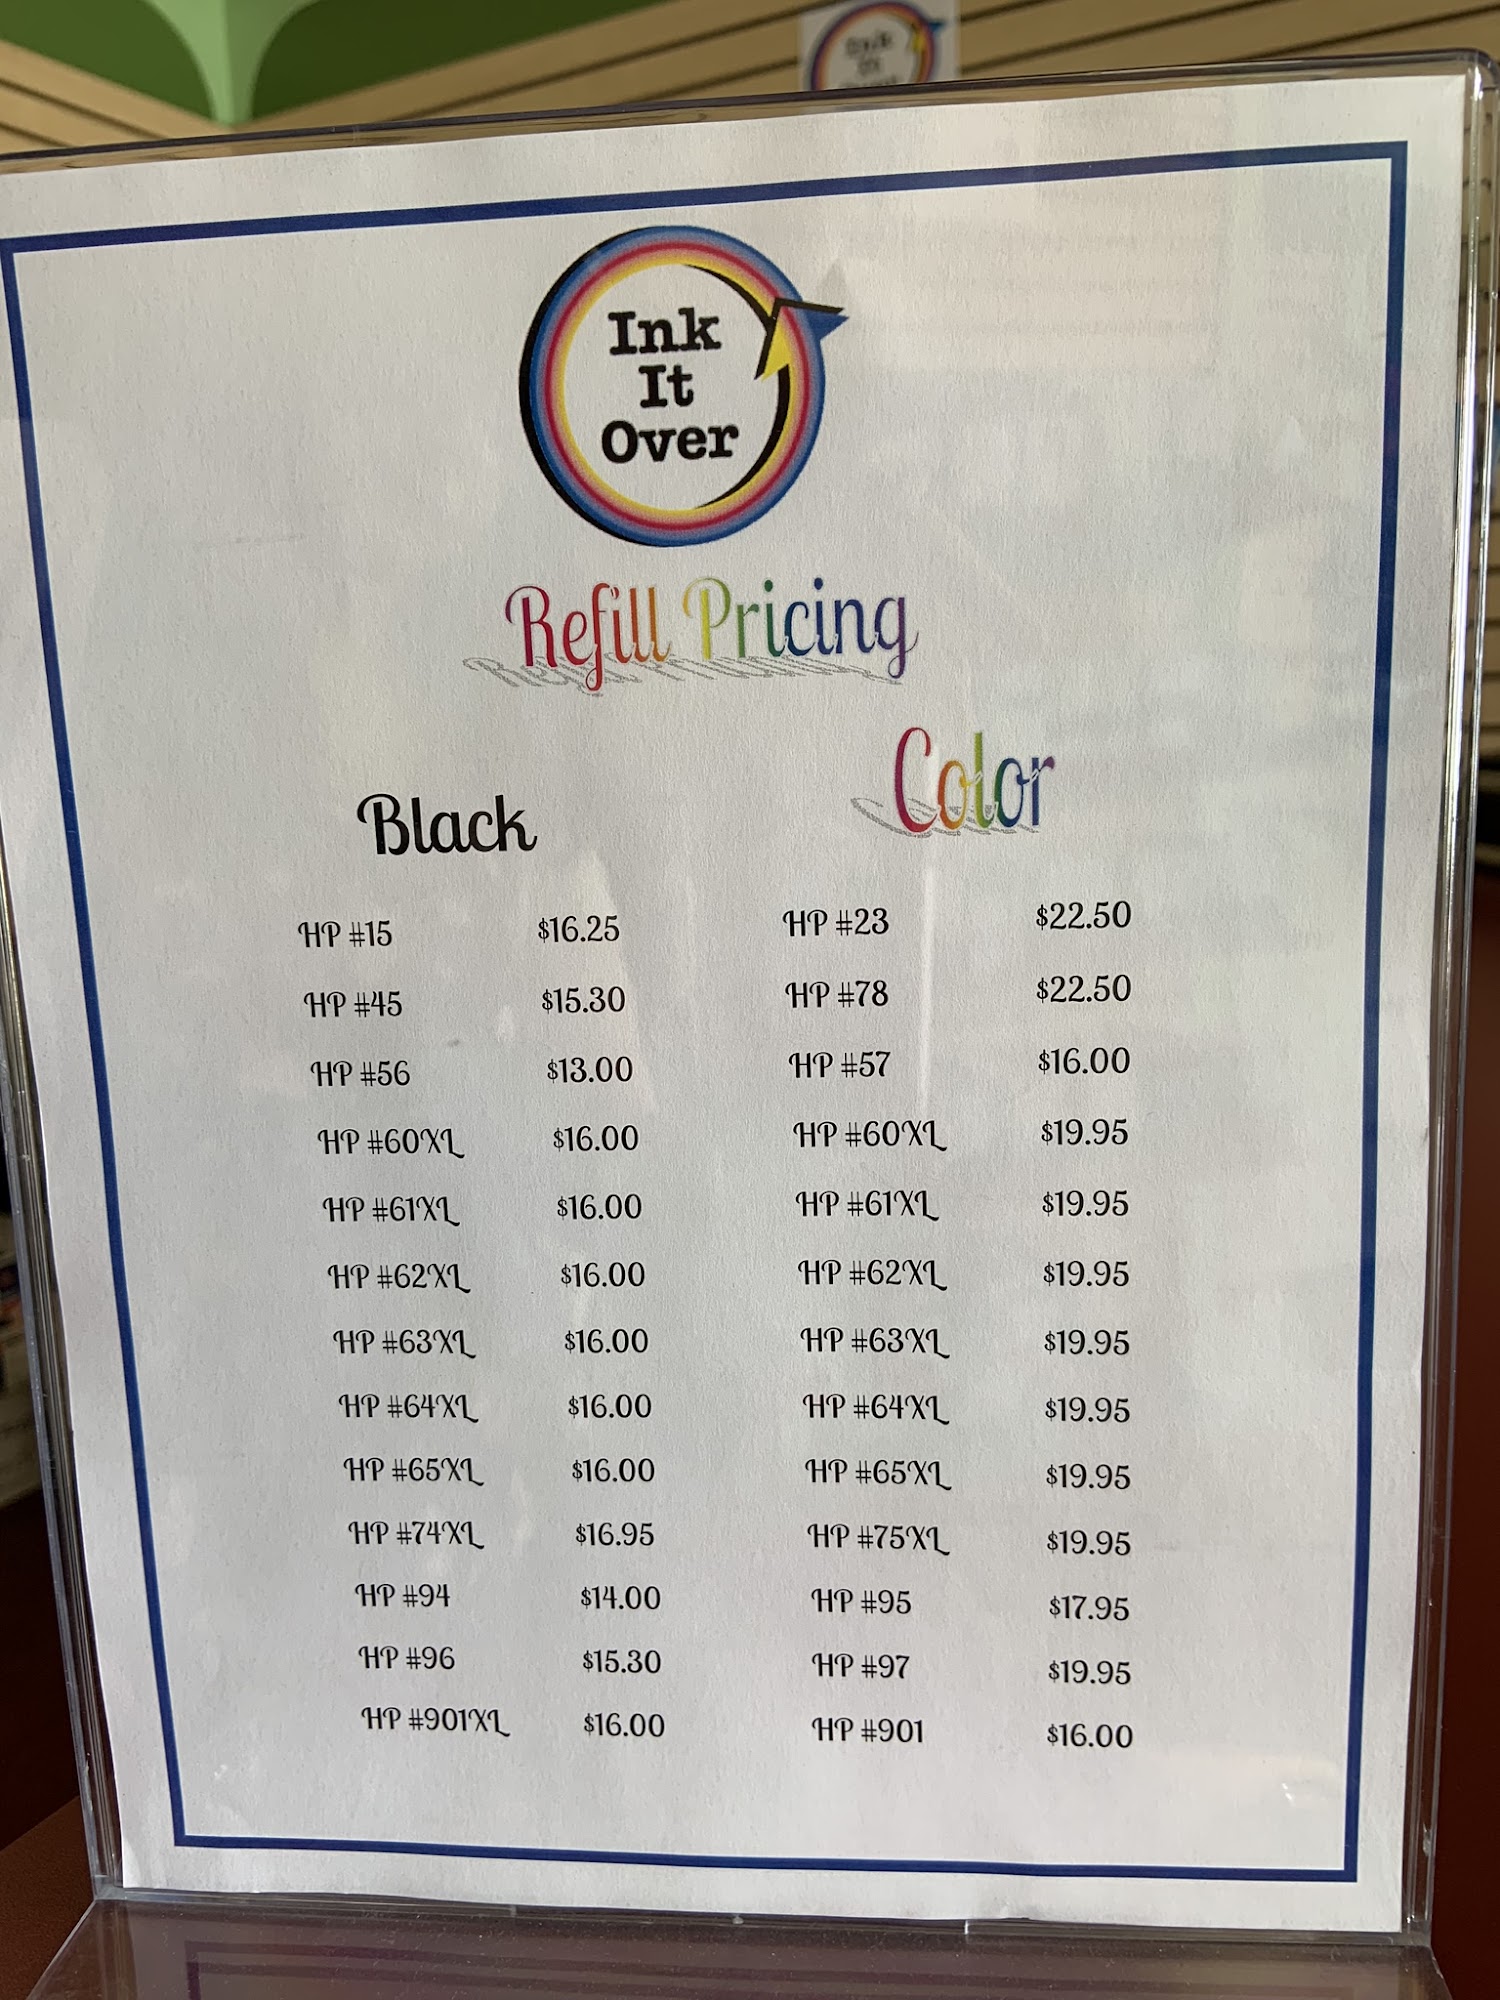 Ink
It
Over
Refill Pricing
Black
Color
HP #15 $16.25 HP #23 $22.50
HP #45 $15.30 HP #78 $22.50
HP #56 $13.00 HP #57 $16.00
HP #60XL $16.00 HP #60XL $19.95
HP #61XL $16.00 HP #61XL $19.95
HP #62XL $16.00 HP #62XL $19.95
HP #63XL $16.00 HP #63XL $19.95
HP #64XL $16.00 HP #64XL $19.95
HP #65XL $16.00 HP #65XL $19.95
HP #74XL $16.95 HP #75XL $19.95
HP #94 $14.00 HP #95 $17.95
HP #96 $15.30 HP #97 $19.95
HP #901XL $16.00 HP #901 $16.00